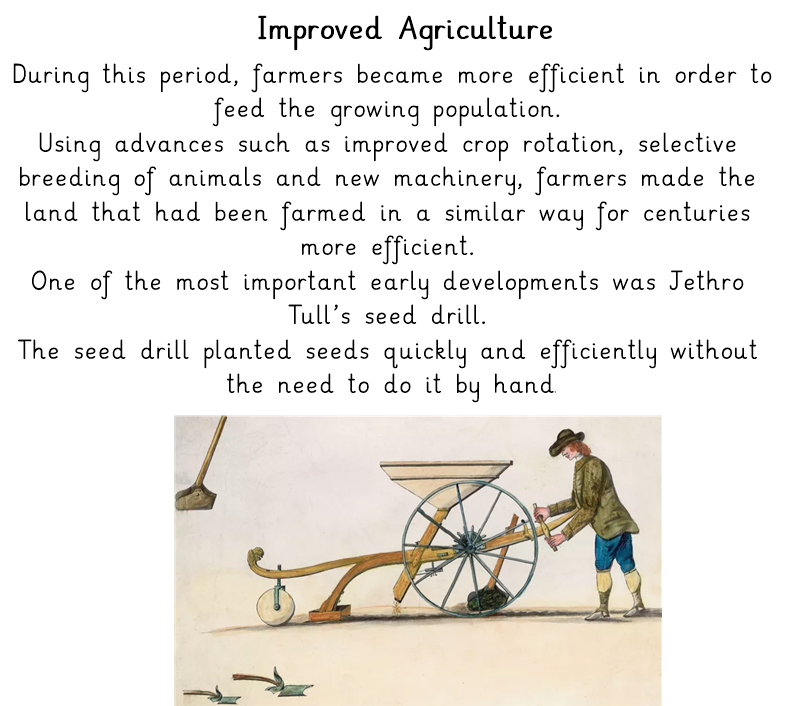 Improved Agriculture
During this period, farmers became more efficient in order to
feed the growing population.
Using advances such as improved crop rotation, selective
breeding of animals and new machinery, farmers made the
land that had been farmed in a similar way for centuries
more efficient.
One of the most important early developments was Jethro
Tull's seed drill.
The seed drill planted seeds quickly and efficiently without
the need to do it by hand.